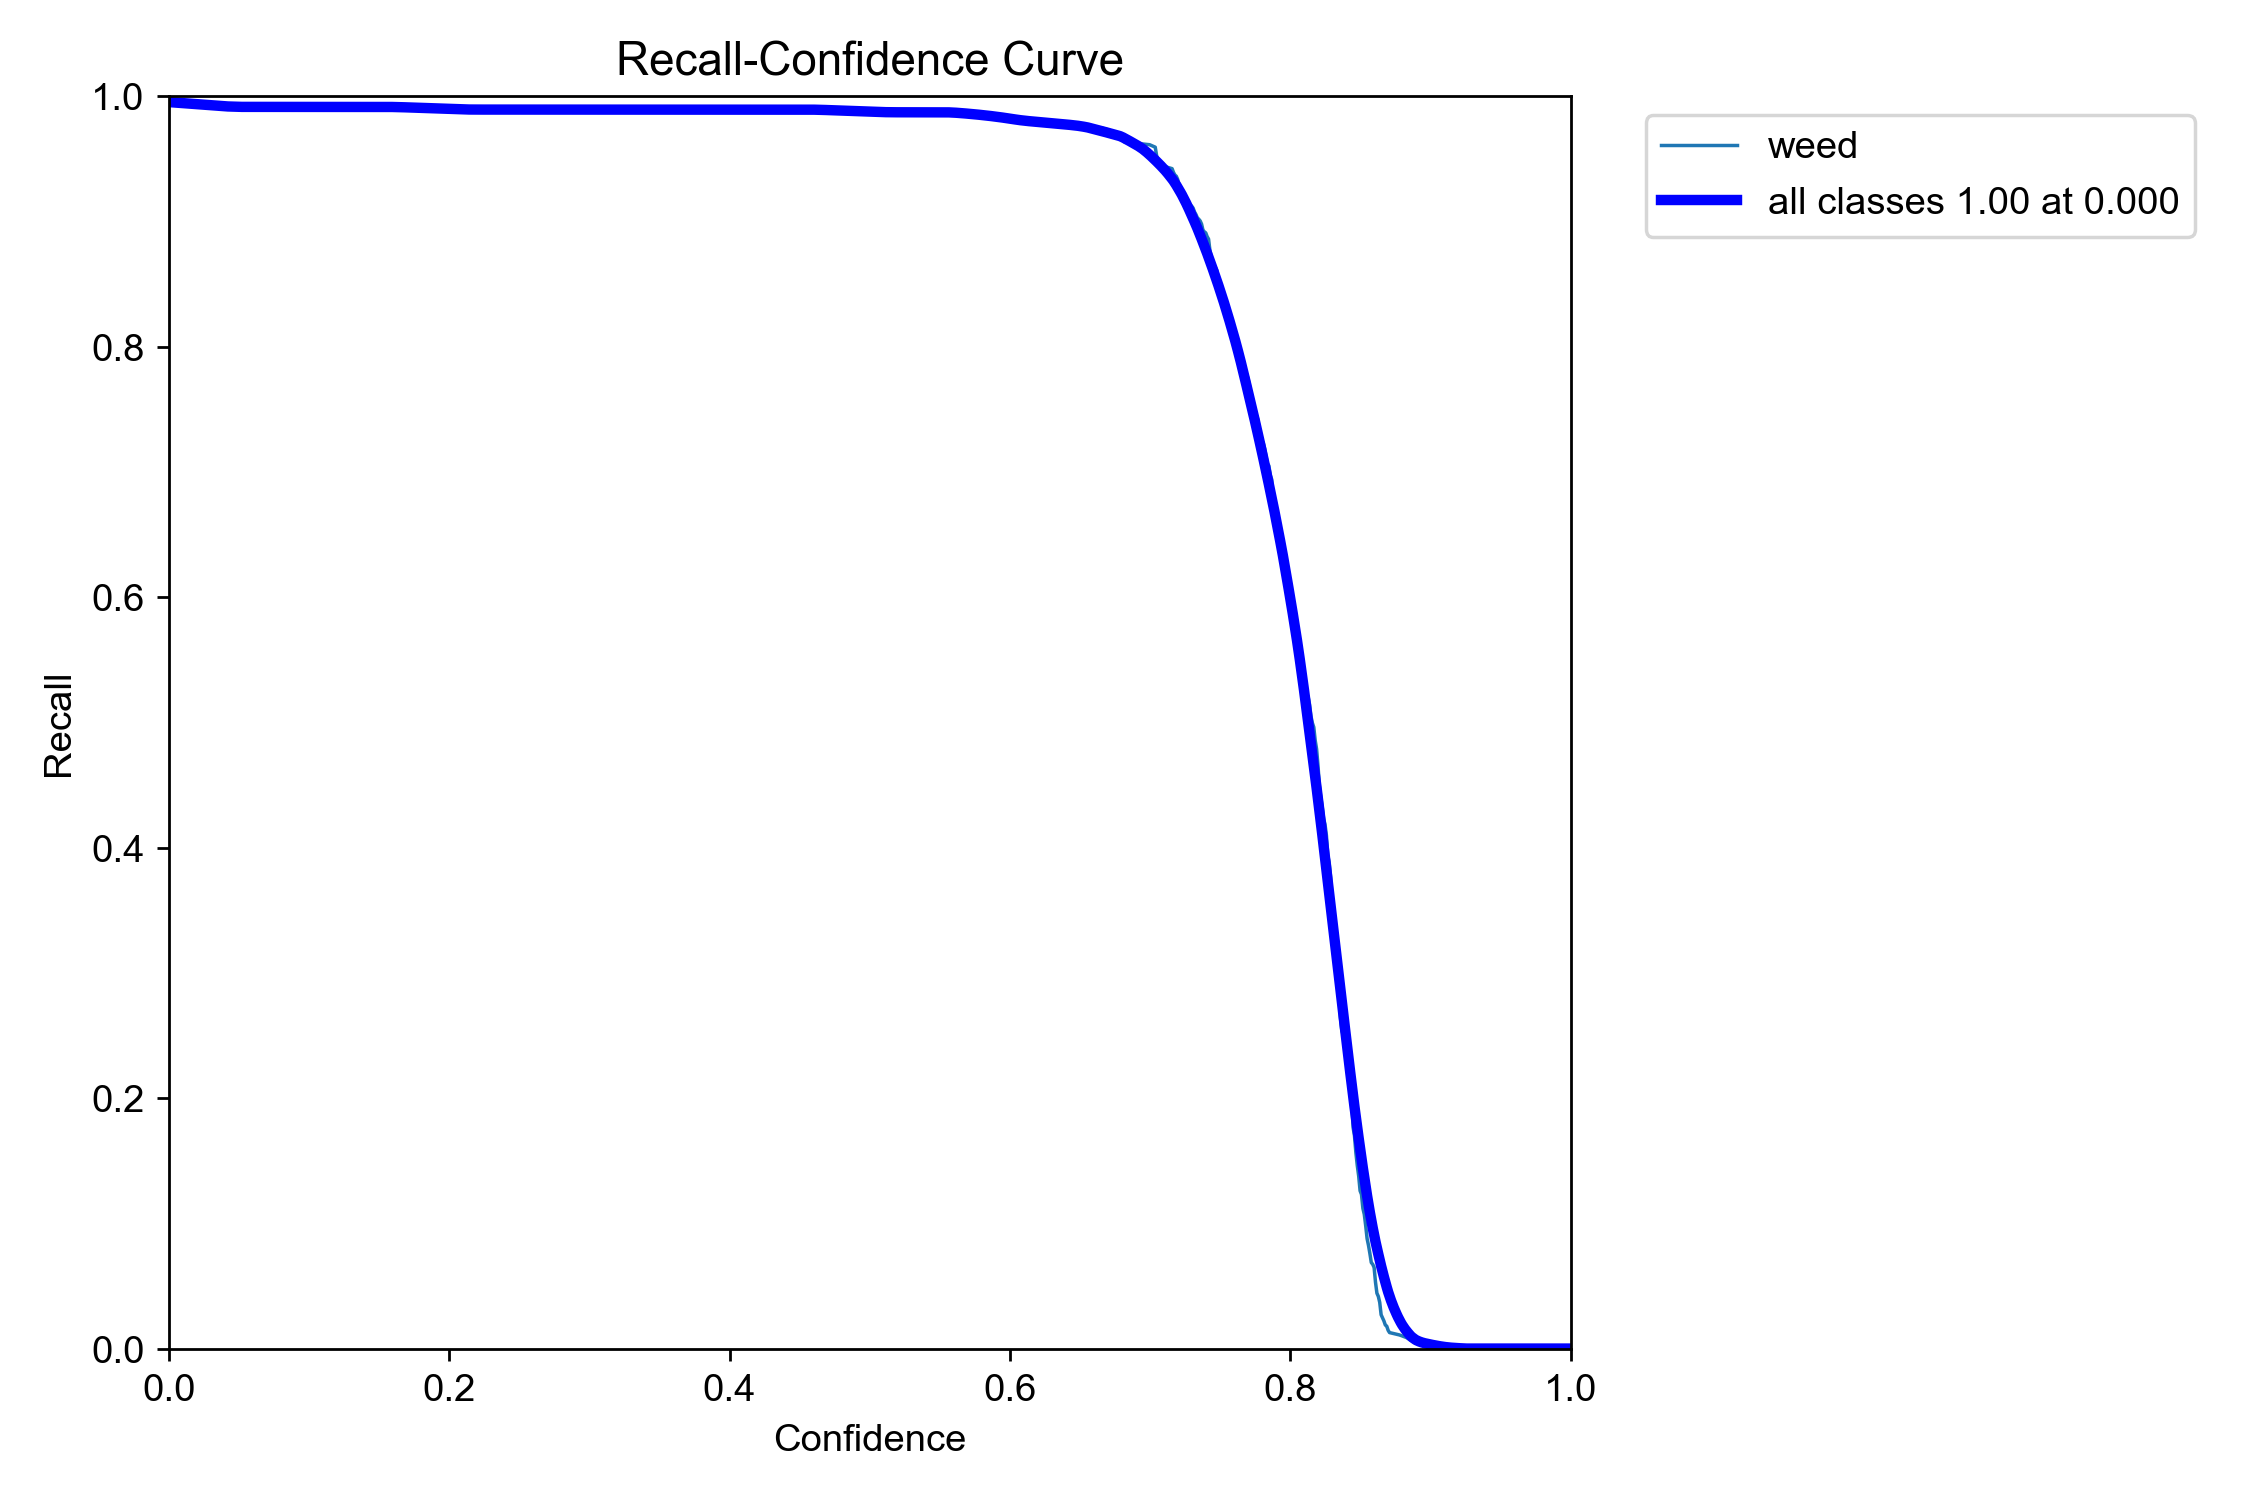 Recall-Confidence Curve
weed
all classes 1.00 at 0.000
1.0
0.8
0.6
0.4
0.2
0.0
Recall
0.0 0.2 0.4 0.6 0.8 1.0
Confidence